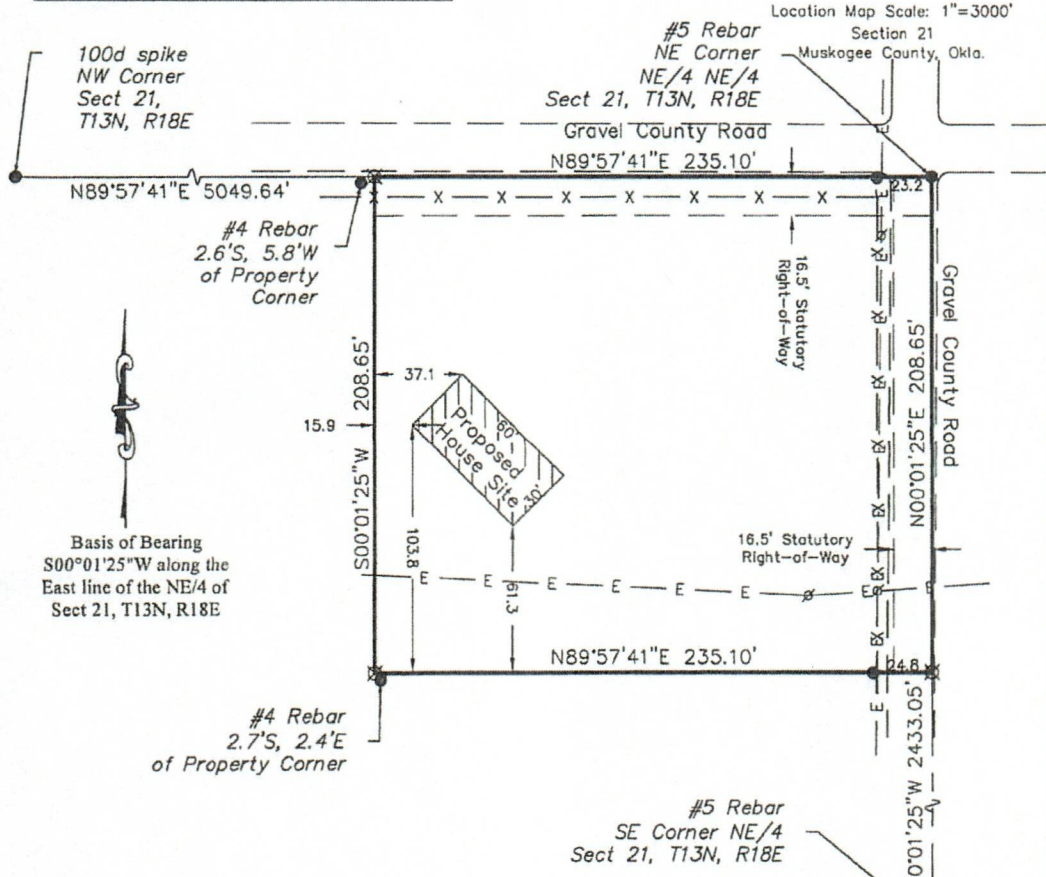 Location Map Scale: 1"=3000'
Section 21
Muskogee County, Okla.
#5 Rebar
NE Corner
NE/4 NE/4
Sect 21, T13N, R18E
100d spike
NW Corner
Sect 21,
T13N, R18E
Gravel County Road
N89°57'41"E 235.10'
N89°57'41"E 5049.64'
23.2
E
X X X X X X X
#4 Rebar
2.6'S, 5.8'W
of Property
Corner
16.5' Statutory
Right-of-Way
Gravel County Road
S00°01'25"W 208.65'
N00°01'25"E 208.65'
37.1
15.9
60'
Proposed
House Site
30'
103.8
61.3
Basis of Bearing
S00°01'25"W along the
East line of the NE/4 of
Sect 21, T13N, R18E
16.5' Statutory
Right-of-Way
E E E E E E E E E
N89°57'41"E 235.10'
24.8
E
#4 Rebar
2.7'S, 2.4'E
of Property Corner
0°01'25"W 2433.05'
#5 Rebar
SE Corner NE/4
Sect 21, T13N, R18E